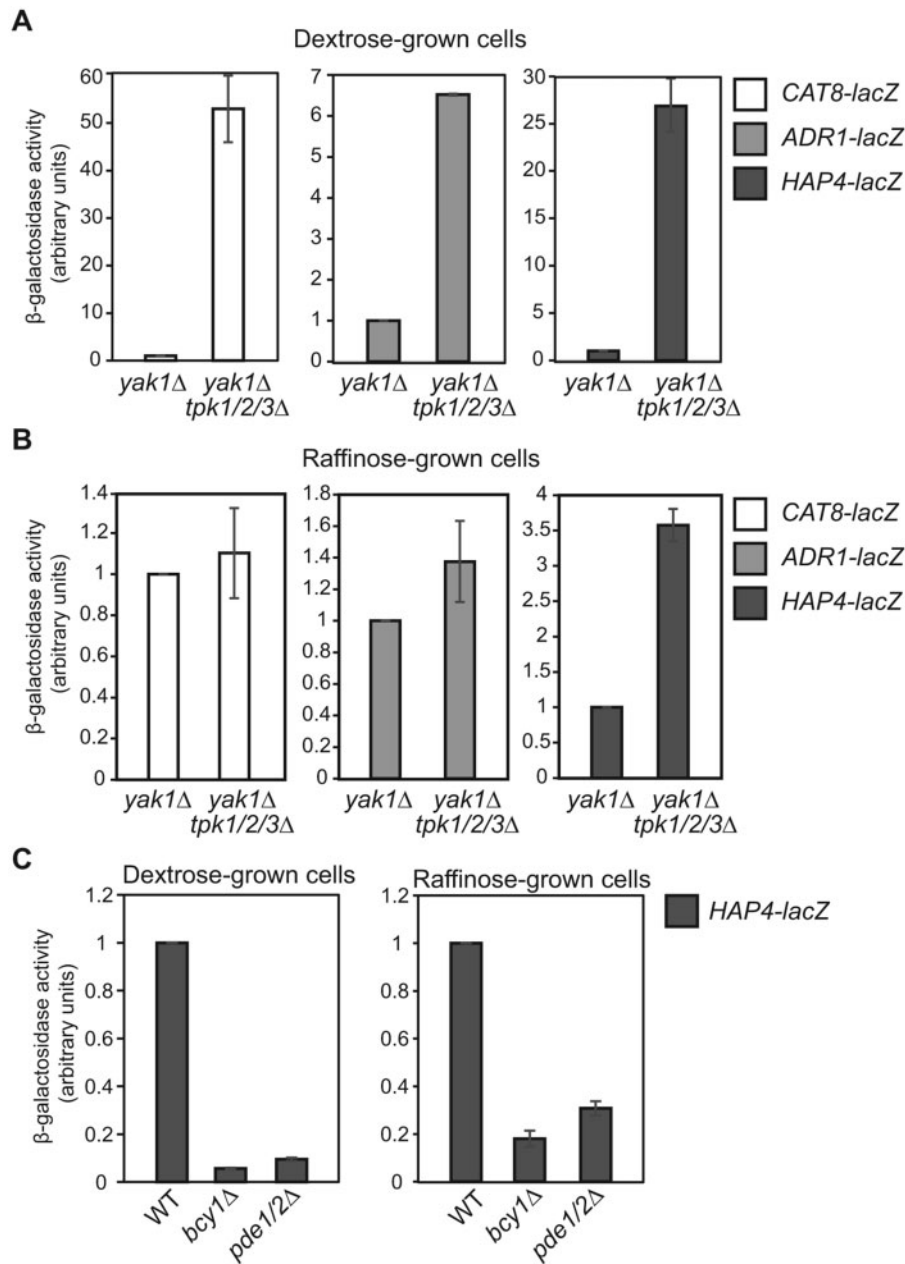 A
Dextrose-grown cells
β-galactosidase activity
(arbitrary units)
60
50
40
30
20
10
0
yak1Δ
yak1Δ
tpk1/2/3Δ
7
6
5
4
3
2
1
0
yak1Δ
yak1Δ
tpk1/2/3Δ
30
25
20
15
10
5
0
yak1Δ
yak1Δ
tpk1/2/3Δ
CAT8-lacZ
ADR1-lacZ
HAP4-lacZ
B
Raffinose-grown cells
β-galactosidase activity
(arbitrary units)
1.4
1.2
1
0.8
0.6
0.4
0.2
0
yak1Δ
yak1Δ
tpk1/2/3Δ
1.8
1.6
1.4
1.2
1
0.8
0.6
0.4
0.2
0
yak1Δ
yak1Δ
tpk1/2/3Δ
4
3.5
3
2.5
2
1.5
1
0.5
0
yak1Δ
yak1Δ
tpk1/2/3Δ
CAT8-lacZ
ADR1-lacZ
HAP4-lacZ
C
Dextrose-grown cells
β-galactosidase activity
(arbitrary units)
1.2
1
0.8
0.6
0.4
0.2
0
WT
bcy1Δ
pde1/2Δ
Raffinose-grown cells
1.2
1
0.8
0.6
0.4
0.2
0
WT
bcy1Δ
pde1/2Δ
HAP4-lacZ